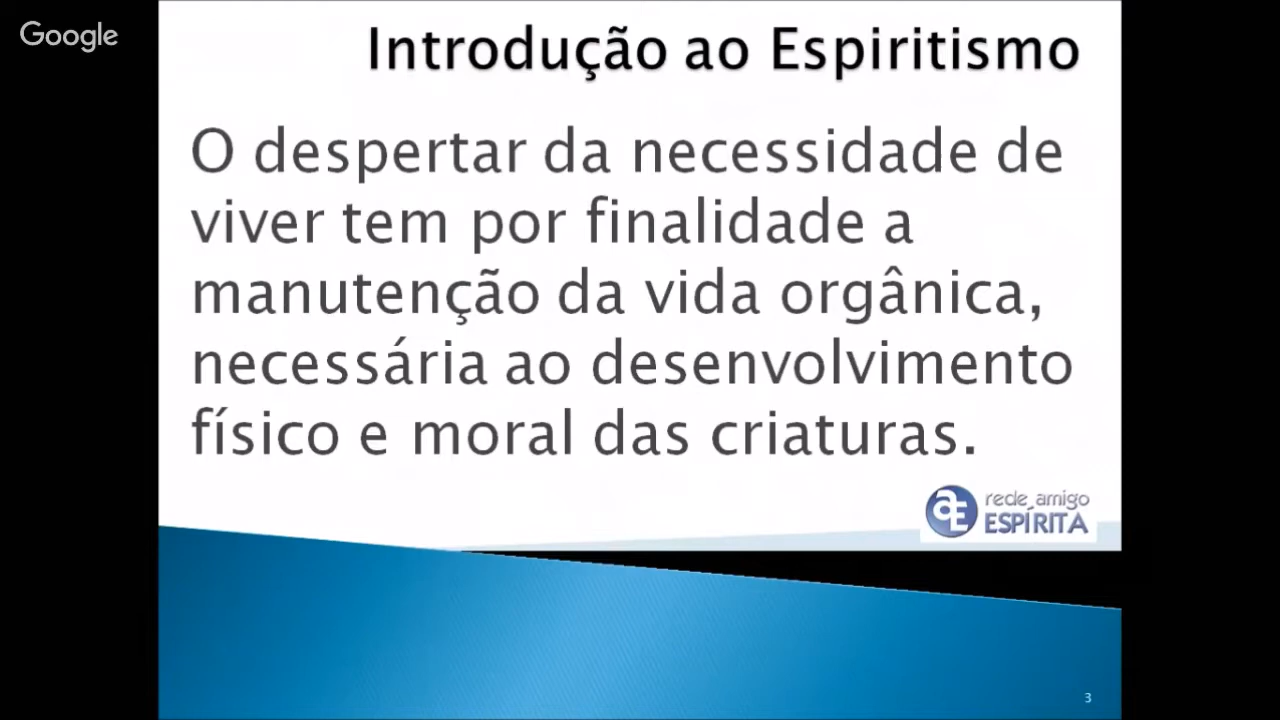 Google
Introdução ao Espiritismo
O despertar da necessidade de
viver tem por finalidade a
manutenção da vida orgânica,
necessária ao desenvolvimento
físico e moral das criaturas.
rede amigo
ESPÍRITA
3